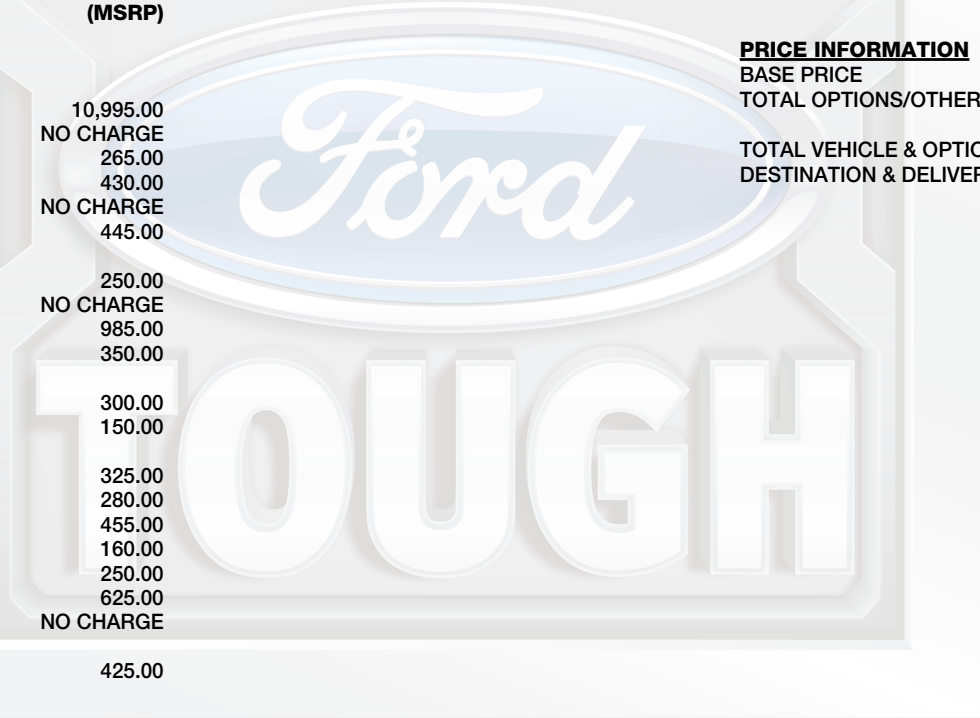 (MSRP)
10,995.00
NO CHARGE
265.00
430.00
NO CHARGE
445.00
250.00
NO CHARGE
985.00
350.00
300.00
150.00
325.00
280.00
455.00
160.00
250.00
625.00
NO CHARGE
425.00
PRICE INFORMATION
BASE PRICE
TOTAL OPTIONS/OTHER
TOTAL VEHICLE & OPTIO
DESTINATION & DELIVER
Ford
TOUGH